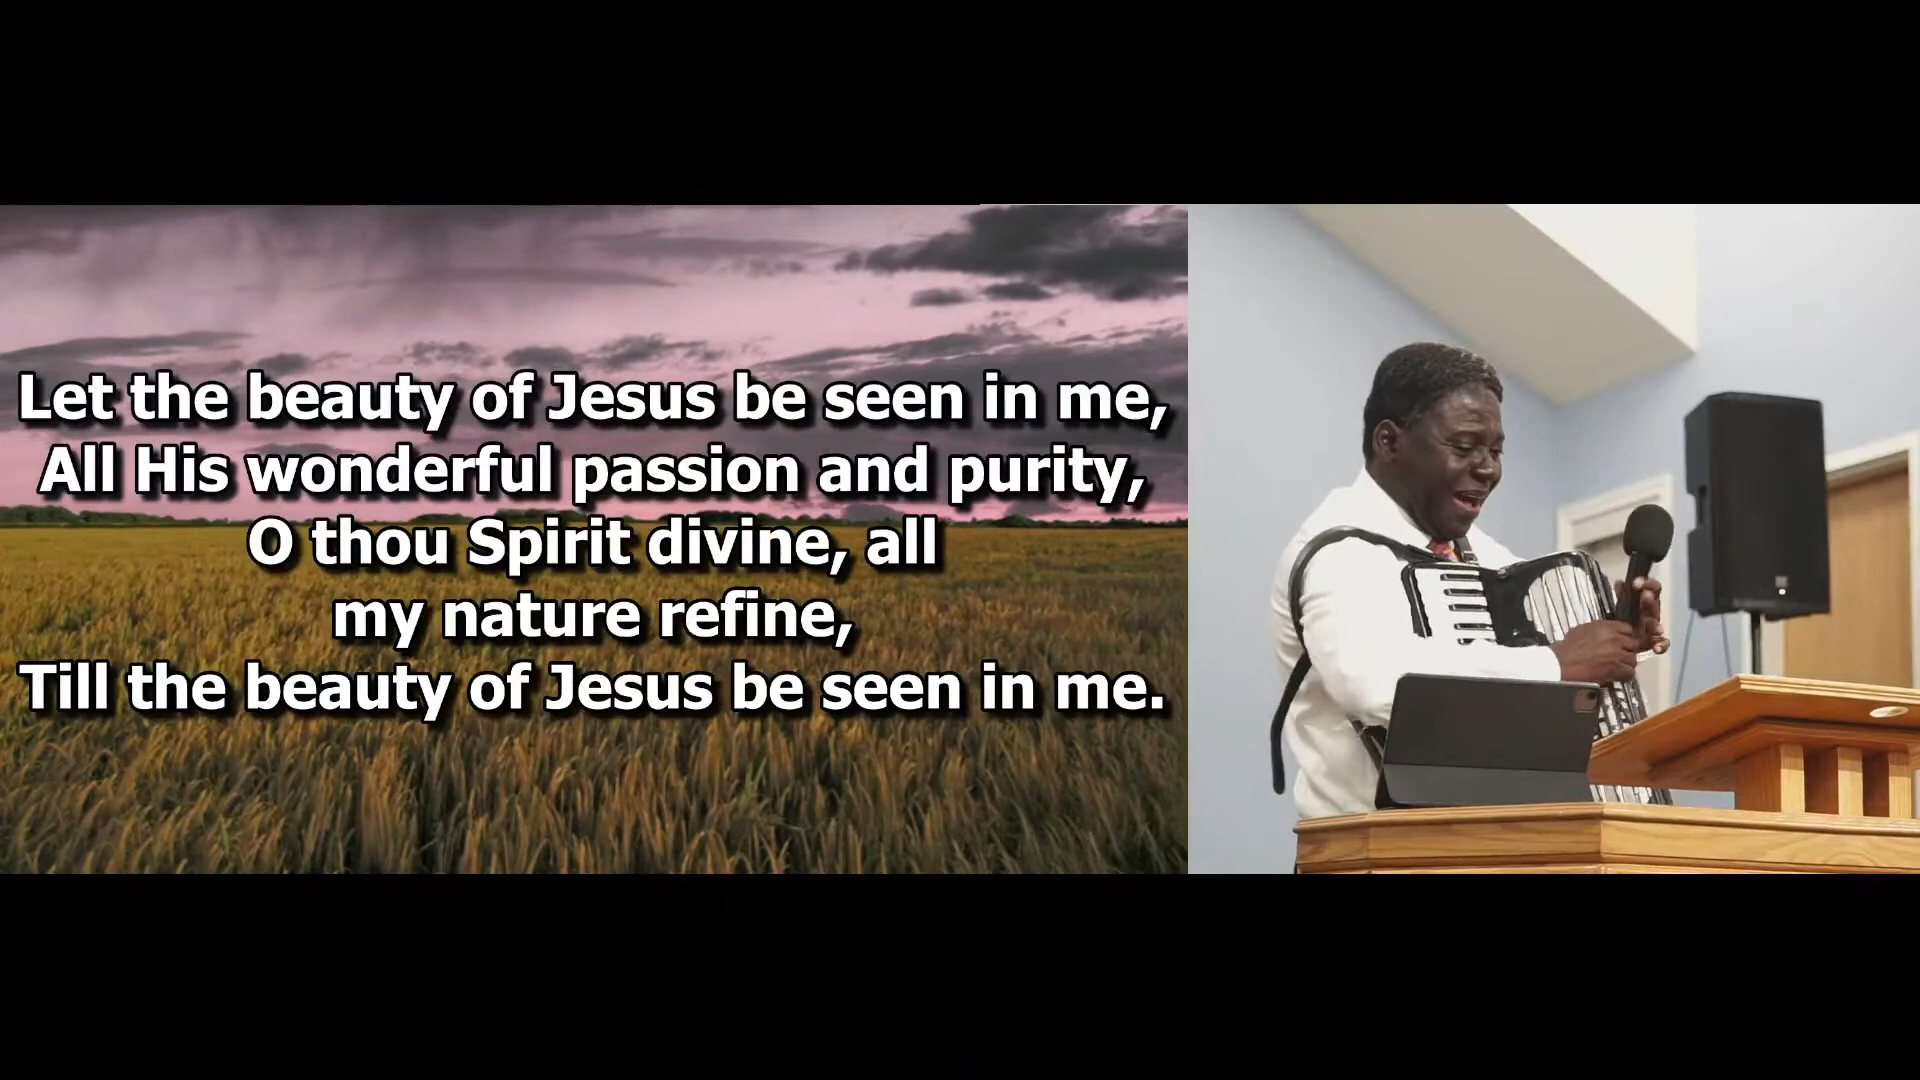 Let the beauty of Jesus be seen in me,
All His wonderful passion and purity,
O thou Spirit divine, all
my nature refine,
Till the beauty of Jesus be seen in me.